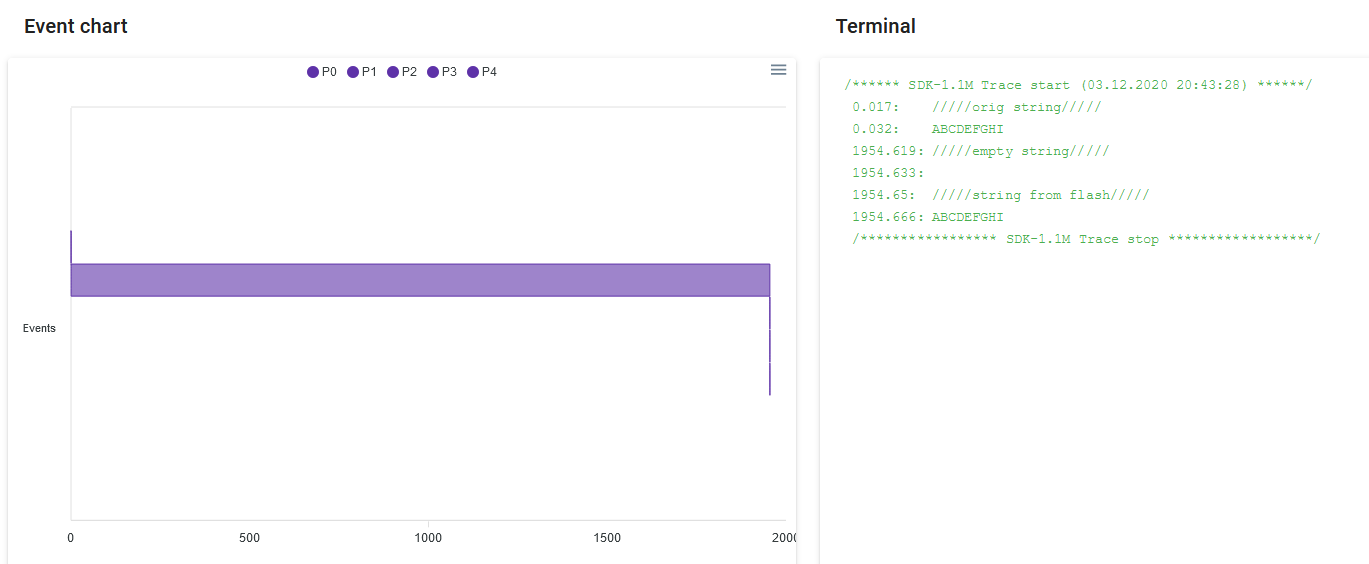 Event chart
P0 P1 P2 P3 P4
Events
0 500 1000 1500 2000
Terminal
/****** SDK-1.1M Trace start (03.12.2020 20:43:28) ******/
0.017: /////orig string/////
0.032: ABCDEFGHI
1954.619: /////empty string/////
1954.633:
1954.65: /////string from flash/////
1954.666: ABCDEFGHI
/***************** SDK-1.1M Trace stop ******************/